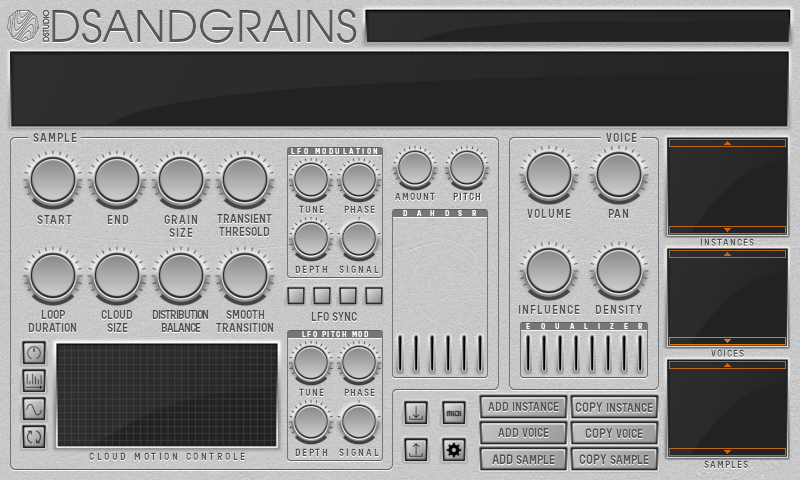 DSTUDIO
DSANDGRAINS
SAMPLE
LFO MODULATION
VOICE
START
END
GRAIN
SIZE
TRANSIENT
THRESOLD
TUNE
PHASE
AMOUNT
PITCH
VOLUME
PAN
D A H D S R
DEPTH
SIGNAL
INSTANCES
LOOP
DURATION
CLOUD
SIZE
DISTRIBUTION
BALANCE
SMOOTH
TRANSITION
LFO SYNC
INFLUENCE
DENSITY
EQUALIZER
LFO PITCH MOD
VOICES
TUNE
PHASE
DEPTH
SIGNAL
CLOUD MOTION CONTROLE
MIDI
ADD INSTANCE
COPY INSTANCE
ADD VOICE
COPY VOICE
ADD SAMPLE
COPY SAMPLE
SAMPLES